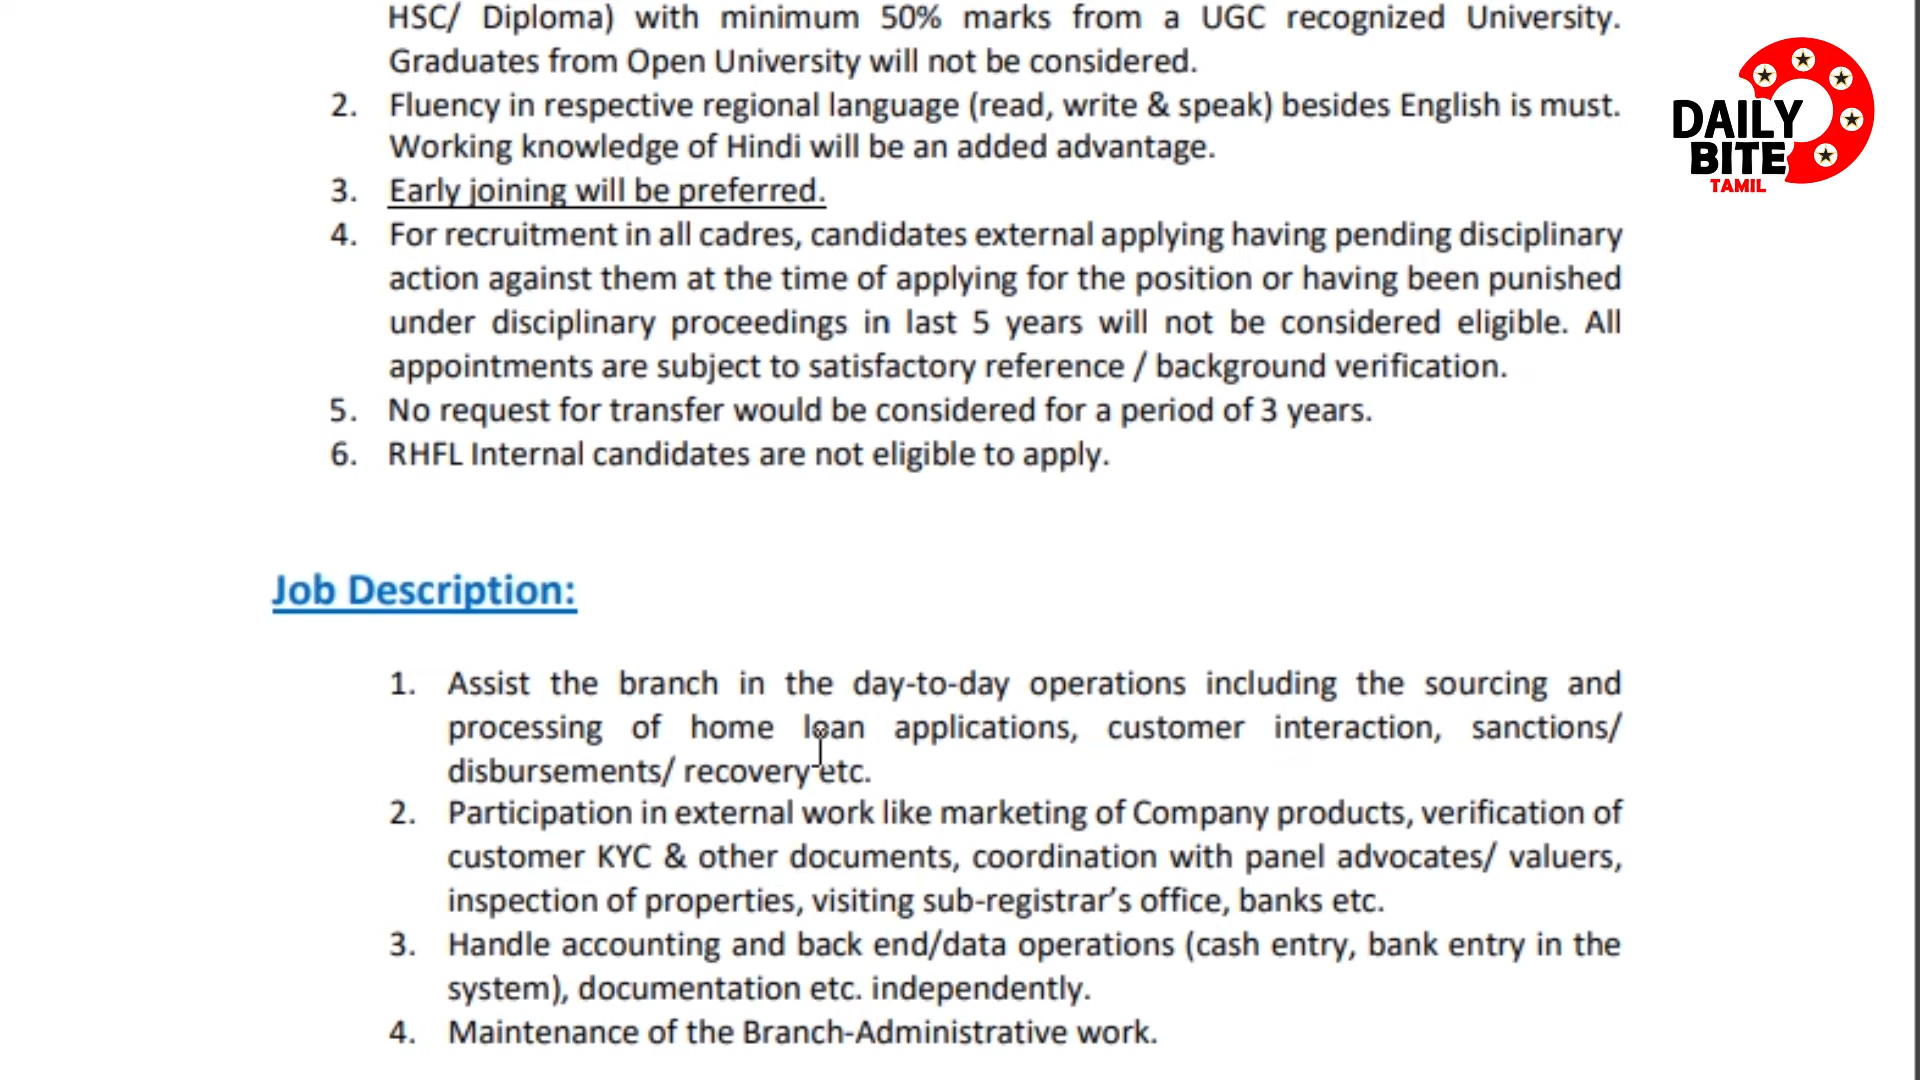 HSC/ Diploma) with minimum 50% marks from a UGC recognized University.
Graduates from Open University will not be considered.
2. Fluency in respective regional language (read, write & speak) besides English is must.
Working knowledge of Hindi will be an added advantage.
3. Early joining will be preferred.
4. For recruitment in all cadres, candidates external applying having pending disciplinary
action against them at the time of applying for the position or having been punished
under disciplinary proceedings in last 5 years will not be considered eligible. All
appointments are subject to satisfactory reference / background verification.
5. No request for transfer would be considered for a period of 3 years.
6. RHFL Internal candidates are not eligible to apply.
Job Description:
1. Assist the branch in the day-to-day operations including the sourcing and
processing of home loan applications, customer interaction, sanctions/
disbursements/ recovery etc.
2. Participation in external work like marketing of Company products, verification of
customer KYC & other documents, coordination with panel advocates/ valuers,
inspection of properties, visiting sub-registrar’s office, banks etc.
3. Handle accounting and back end/data operations (cash entry, bank entry in the
system), documentation etc. independently.
4. Maintenance of the Branch-Administrative work.
DAILY
BITE
TAMIL